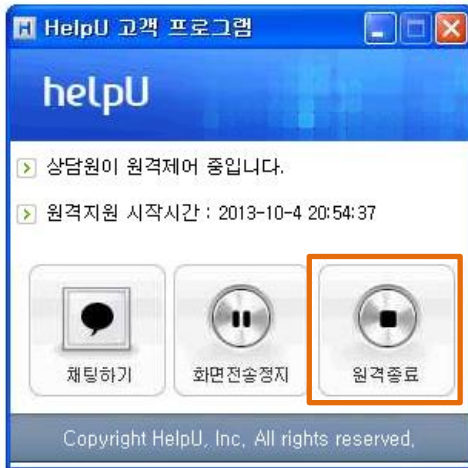 H HelpU 고객 프로그램
helpU
상담원이 원격제어 중입니다.
원격지원 시작시간 : 2013-10-4 20:54:37
채팅하기 화면전송정지 원격종료
Copyright HelpU, Inc, All rights reserved,